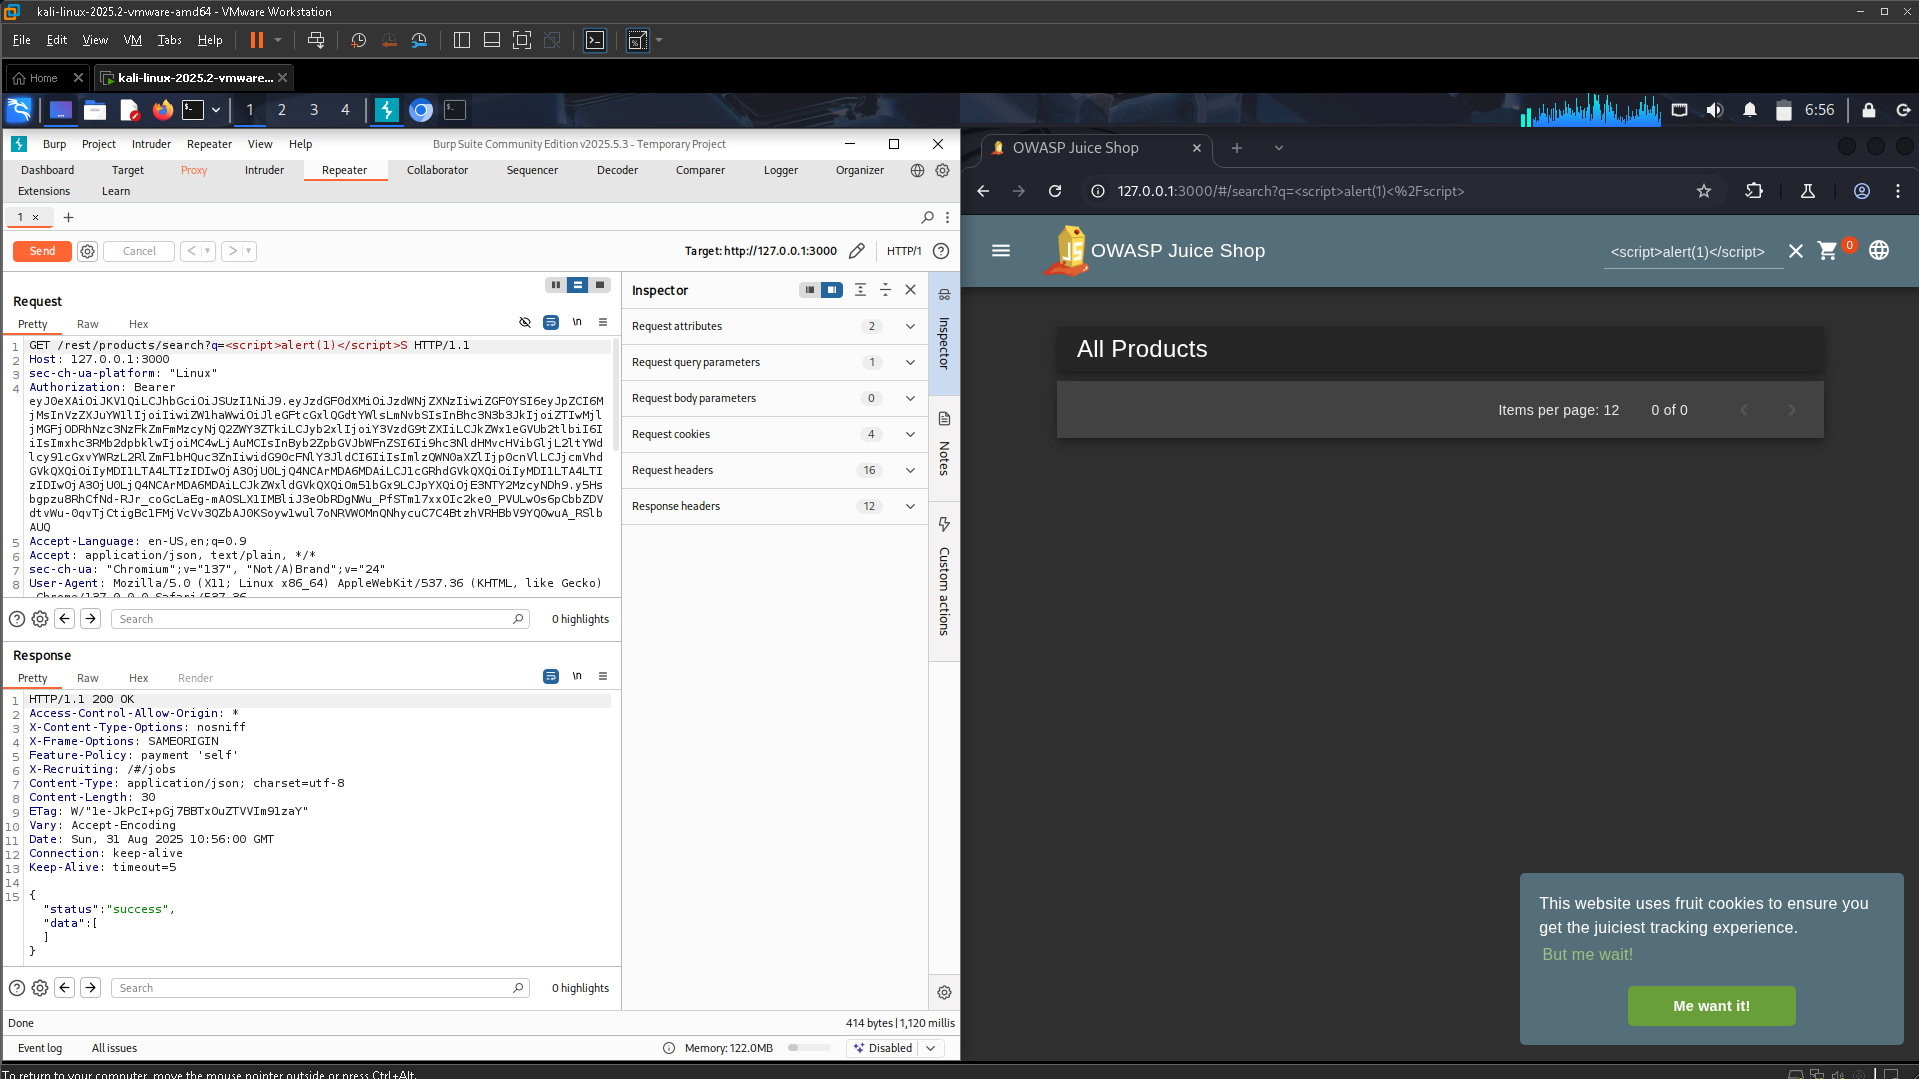 kali-linux-2025.2-vmware-amd64 - VMware Workstation
File Edit View VM Tabs Help
Home
kali-linux-2025.2-vmware...
1 2 3 4
6:56
Burp Project Intruder Repeater View Help
Burp Suite Community Edition v2025.5.3 - Temporary Project
Dashboard Target Proxy Intruder Repeater Collaborator Sequencer Decoder Comparer Logger Organizer
Extensions Learn
1
Send
Cancel
Target: http://127.0.0.1:3000
HTTP/1
Request
Pretty Raw Hex
\n
1 GET /rest/products/search?q=<script>alert(1)</script>S HTTP/1.1
2 Host: 127.0.0.1:3000
3 sec-ch-ua-platform: "Linux"
4 Authorization: Bearer
5 Accept-Language: en-US,en;q=0.9
6 Accept: application/json, text/plain, */*
7 sec-ch-ua: "Chromium";v="137", "Not/A)Brand";v="24"
8 User-Agent: Mozilla/5.0 (X11; Linux x86_64) AppleWebKit/537.36 (KHTML, like Gecko)
Chrome/137.0.0.0 Safari/537.36
Search
0 highlights
Response
Pretty Raw Hex Render
\n
1 HTTP/1.1 200 OK
2 Access-Control-Allow-Origin: *
3 X-Content-Type-Options: nosniff
4 X-Frame-Options: SAMEORIGIN
5 Feature-Policy: payment 'self'
6 X-Recruiting: /#/jobs
7 Content-Type: application/json; charset=utf-8
8 Content-Length: 30
9 ETag: W/"1e-JkPcI+pGj7BBTxOuZTVVIm91zaY"
10 Vary: Accept-Encoding
11 Date: Sun, 31 Aug 2025 10:56:00 GMT
12 Connection: keep-alive
13 Keep-Alive: timeout=5
14
15 {
"status":"success",
"data":[
]
}
Search
0 highlights
Done
414 bytes | 1,120 millis
Event log All issues
Memory: 122.0MB
Disabled
Inspector
Request attributes 2
Request query parameters 1
Request body parameters 0
Request cookies 4
Request headers 16
Response headers 12
Inspector
Notes
Custom actions
OWASP Juice Shop
127.0.0.1:3000/#/search?q=<script>alert(1)<%2Fscript>
OWASP Juice Shop
<script>alert(1)</script>
0
All Products
Items per page: 12 0 of 0
This website uses fruit cookies to ensure you
get the juiciest tracking experience.
But me wait!
Me want it!
To return to your computer, move the mouse pointer outside or press Ctrl+Alt.